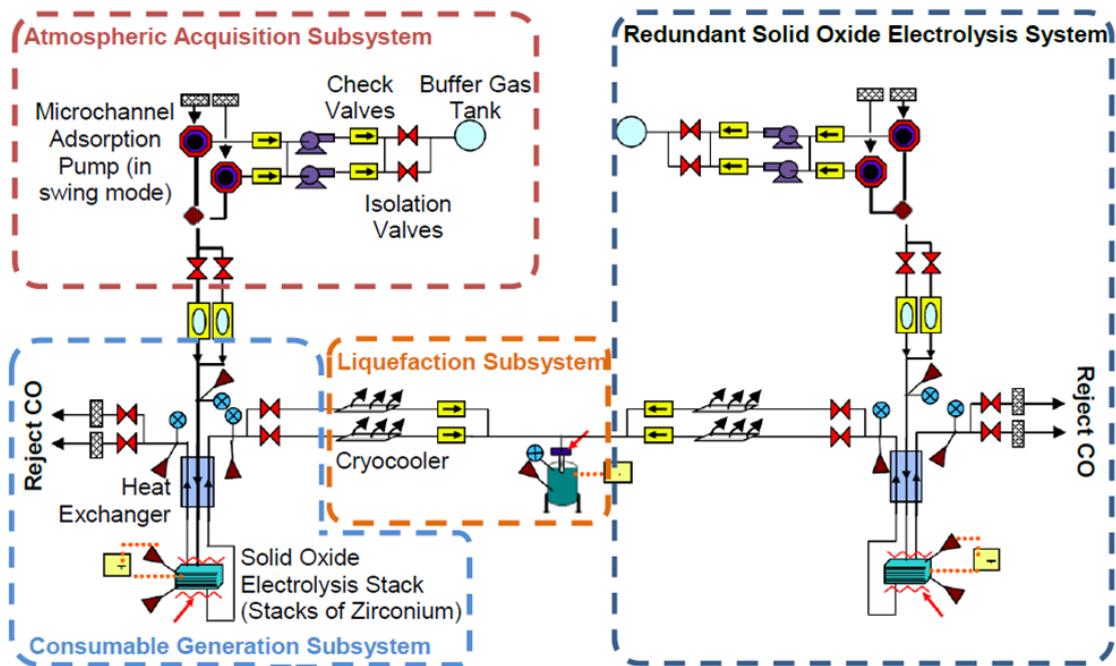 Atmospheric Acquisition Subsystem
Microchannel
Adsorption
Pump (in
swing mode)
Check
Valves
Buffer Gas
Tank
Isolation
Valves
Redundant Solid Oxide Electrolysis System
Reject CO
Heat
Exchanger
Solid Oxide
Electrolysis Stack
(Stacks of Zirconium)
Consumable Generation Subsystem
Liquefaction Subsystem
Cryocooler
Reject CO